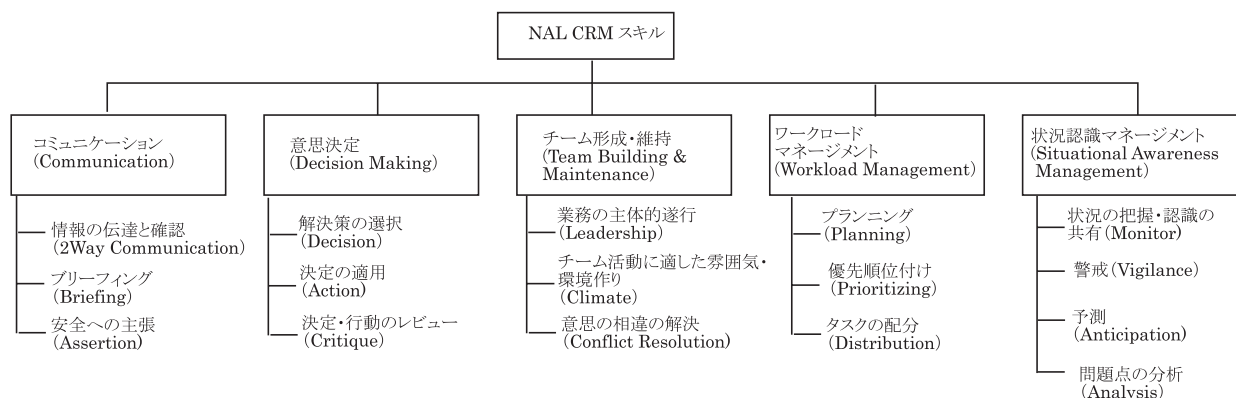 NAL CRM スキル
コミュニケーション
(Communication)
意思決定
(Decision Making)
チーム形成・維持
(Team Building &
Maintenance)
ワークロード
マネージメント
(Workload Management)
状況認識マネージメント
(Situational Awareness
Management)
情報の伝達と確認
(2Way Communication)
ブリーフィング
(Briefing)
安全への主張
(Assertion)
解決策の選択
(Decision)
決定の適用
(Action)
決定・行動のレビュー
(Critique)
業務の主体的遂行
(Leadership)
チーム活動に適した雰囲気・
環境作り
(Climate)
意思の相違の解決
(Conflict Resolution)
プランニング
(Planning)
優先順位付け
(Prioritizing)
タスクの配分
(Distribution)
状況の把握・認識の
共有(Monitor)
警戒(Vigilance)
予測
(Anticipation)
問題点の分析
(Analysis)